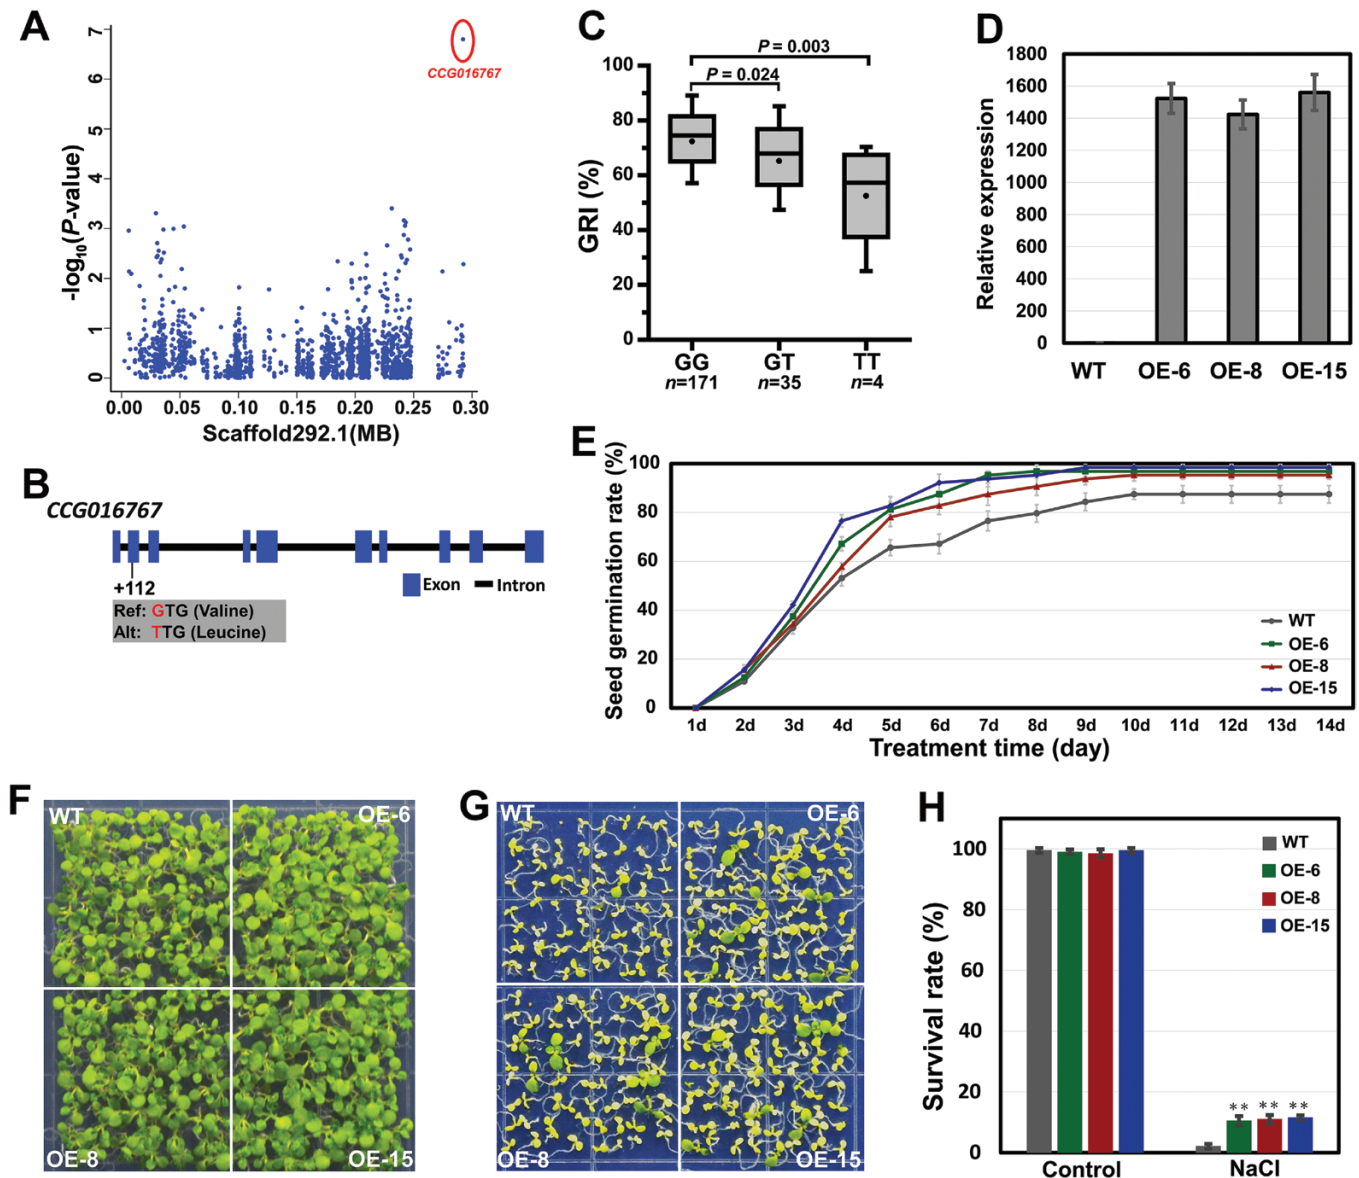 A
7
6
5
4
3
2
1
0
-log10(P-value)
CCG016767
0.00 0.05 0.10 0.15 0.20 0.25 0.30
Scaffold292.1(MB)
B
CCG016767
+112
Exon Intron
Ref: GTG (Valine)
Alt: TTG (Leucine)
C
P = 0.003
P = 0.024
100
80
60
40
20
0
GRI (%)
GG GT TT
n=171 n=35 n=4
D
1800
1600
1400
1200
1000
800
600
400
200
0
Relative expression
WT OE-6 OE-8 OE-15
E
100
80
60
40
20
0
Seed germination rate (%)
WT
OE-6
OE-8
OE-15
1d 2d 3d 4d 5d 6d 7d 8d 9d 10d 11d 12d 13d 14d
Treatment time (day)
F
WT OE-6
OE-8 OE-15
G
WT OE-6
OE-8 OE-15
H
100
80
60
40
20
0
Survival rate (%)
WT
OE-6
OE-8
OE-15
** ** **
Control NaCl